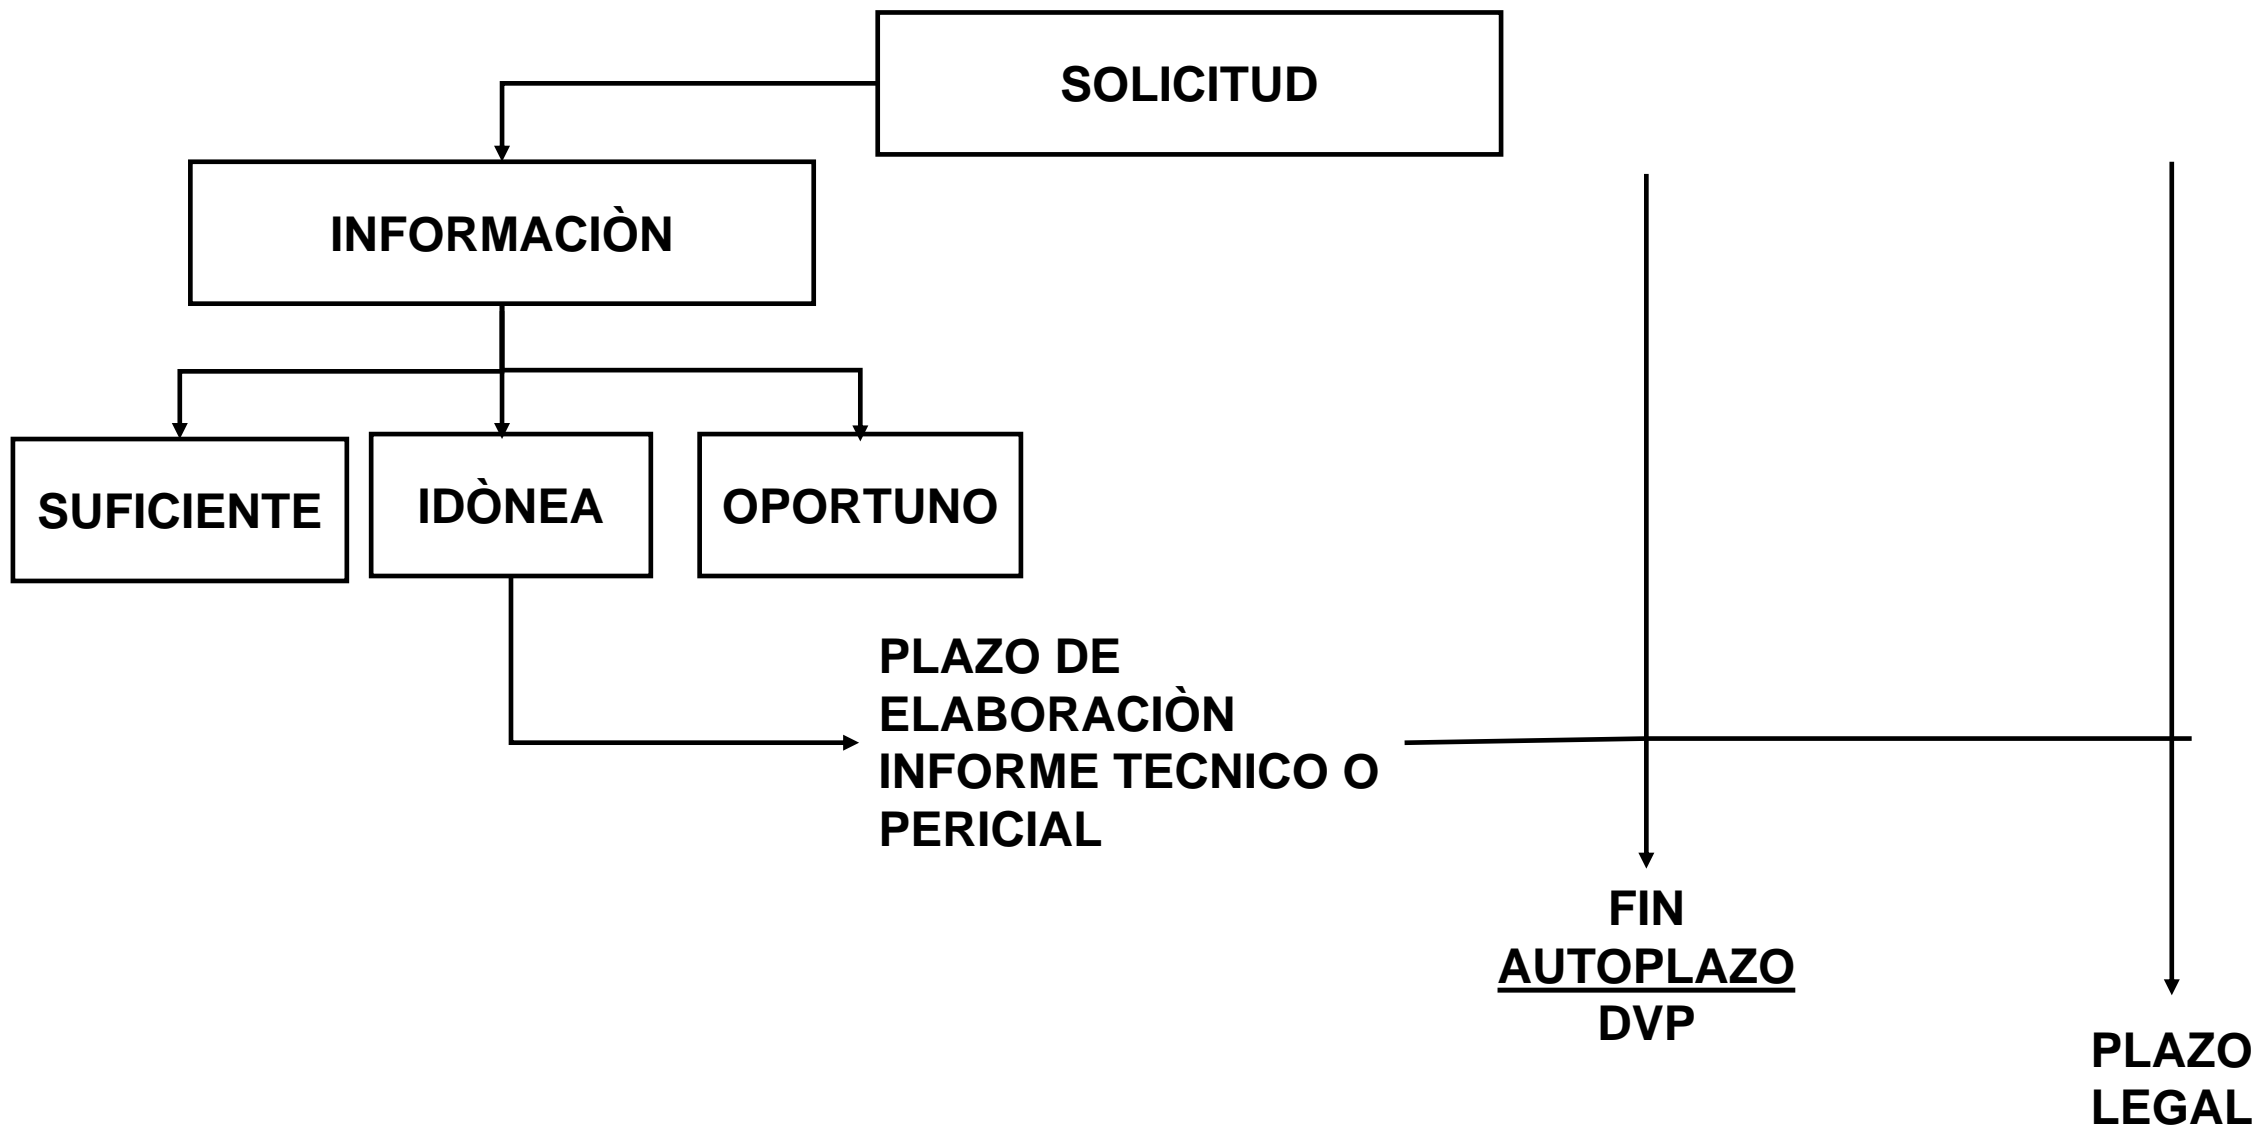 SOLICITUD
INFORMACIÒN
SUFICIENTE
IDÒNEA
OPORTUNO
PLAZO DE
ELABORACIÒN
INFORME TECNICO O
PERICIAL
FIN
AUTOPLAZO
DVP
PLAZO
LEGAL